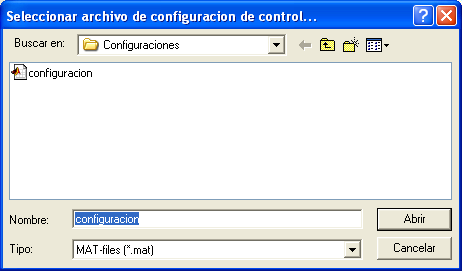 Seleccionar archivo de configuracion de control...
Buscar en: Configuraciones
configuracion
Nombre: configuracion Abrir
Tipo: MAT-files (*.mat) Cancelar